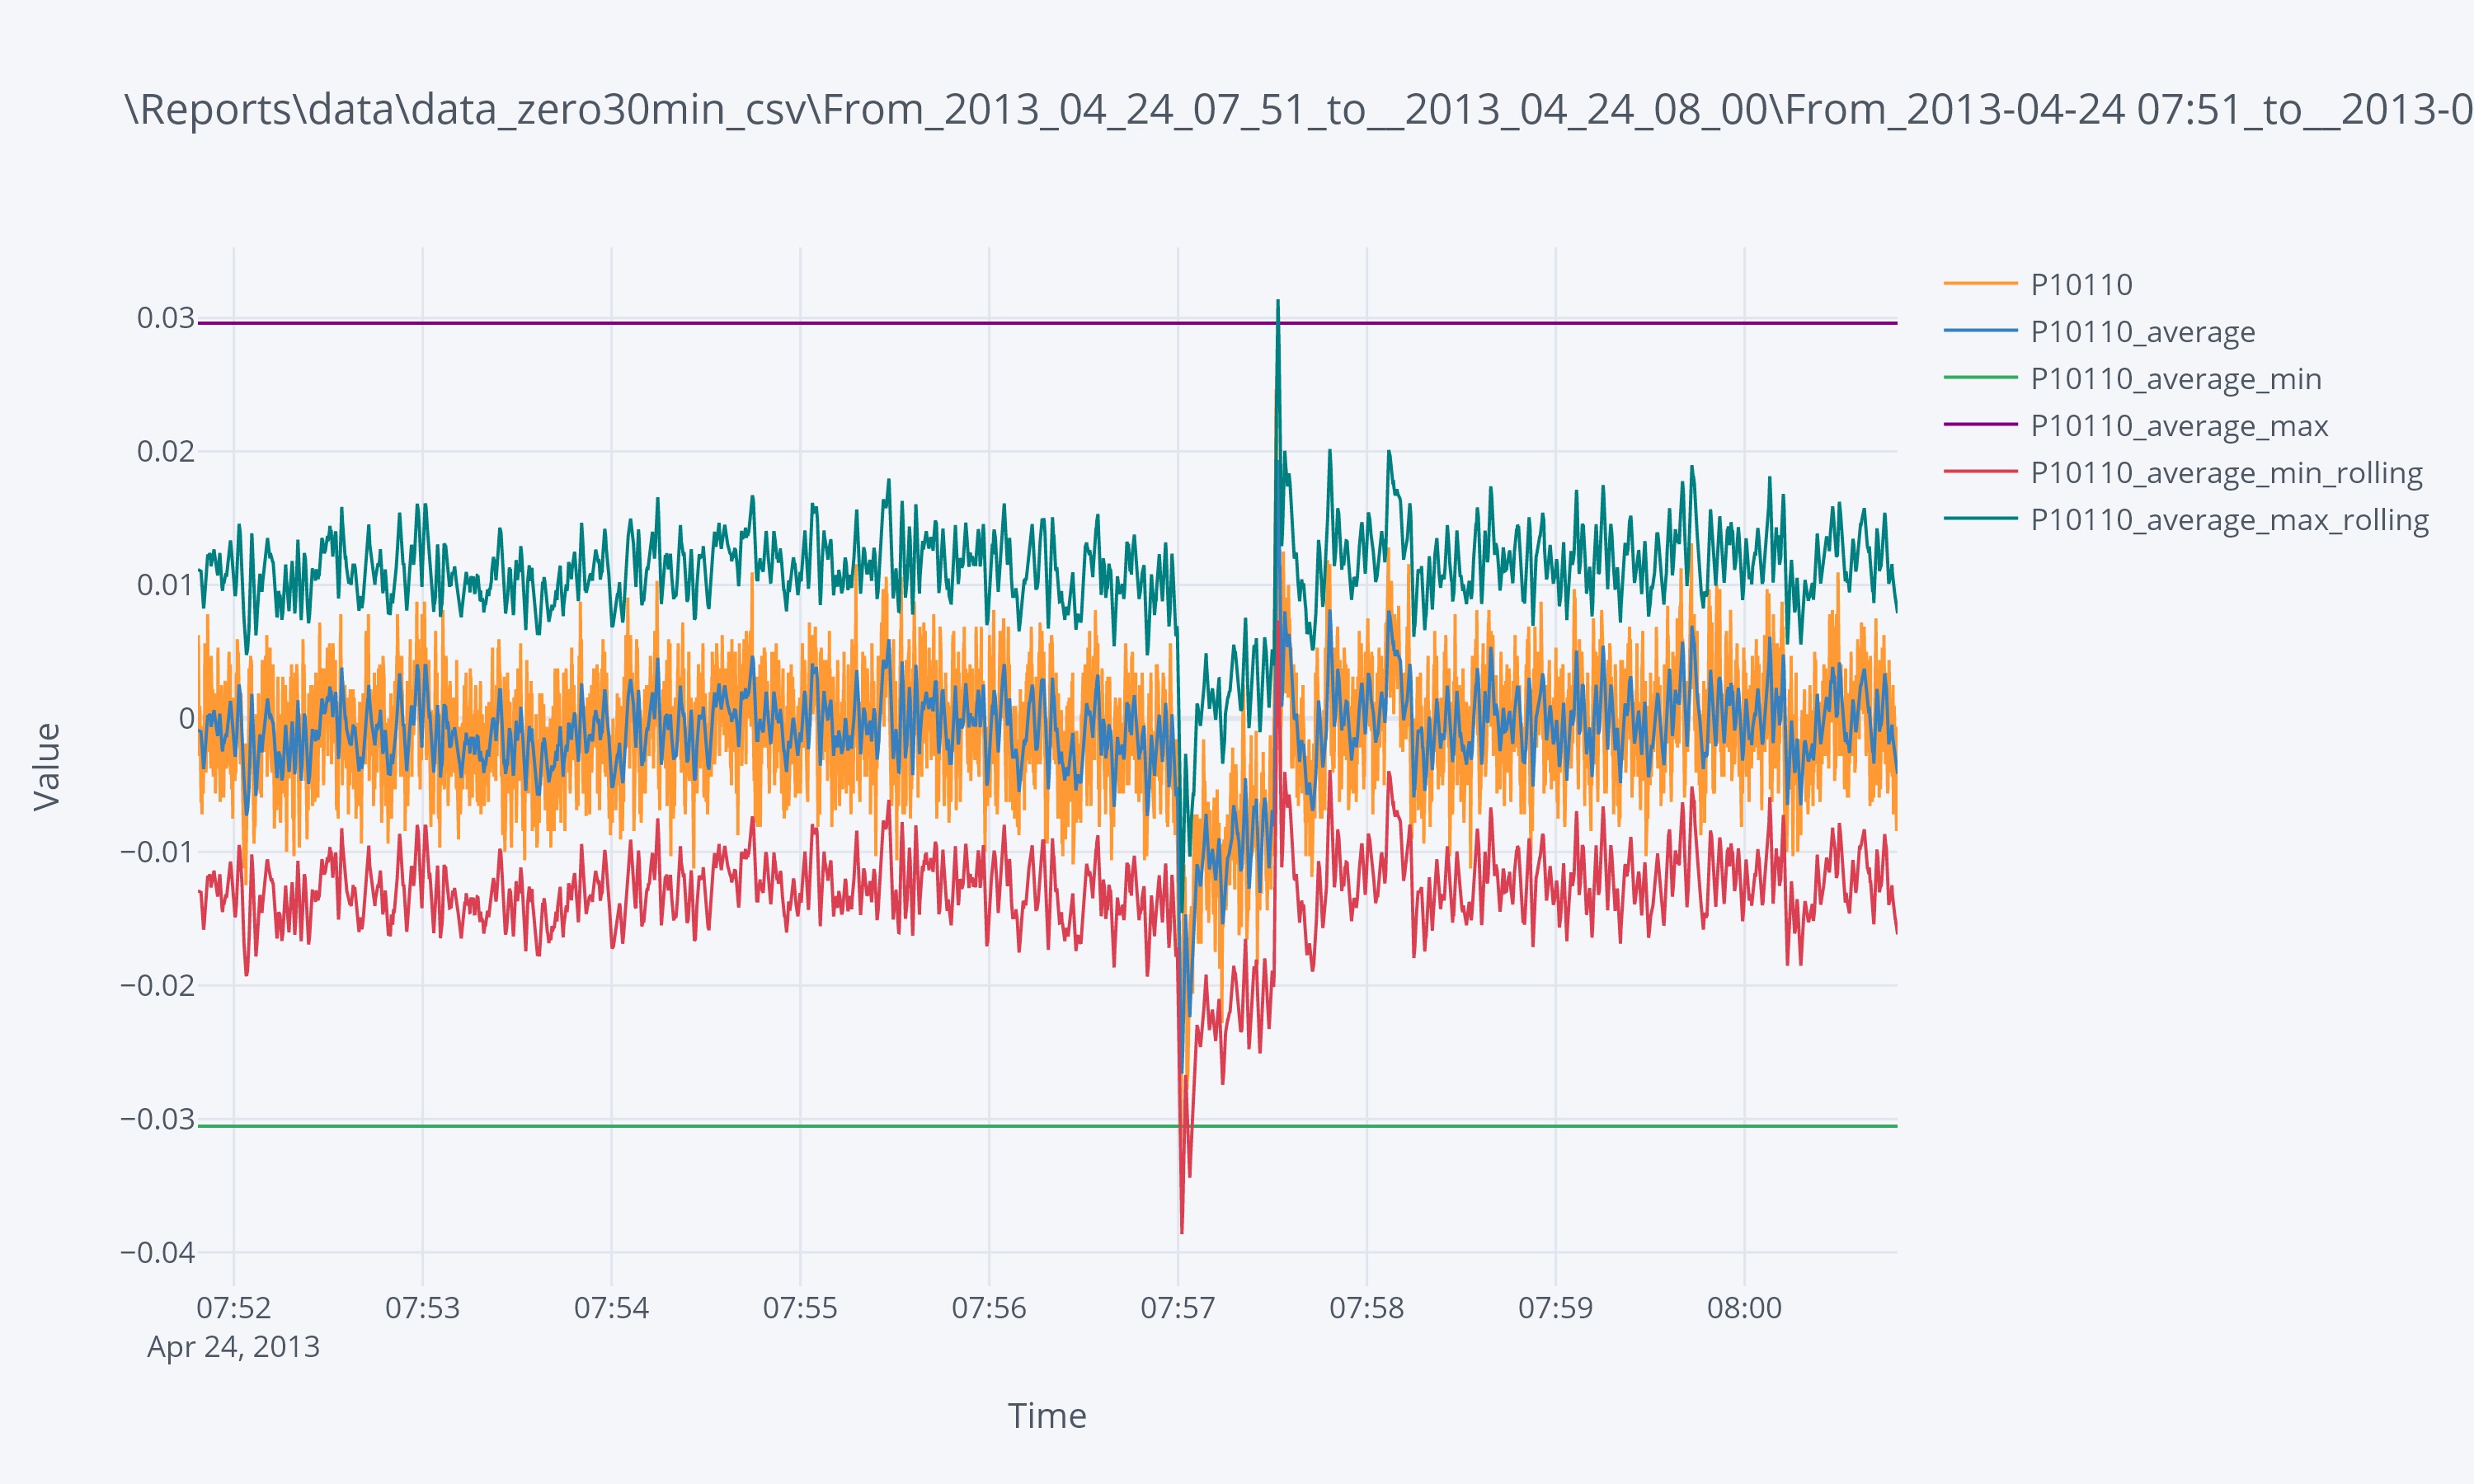 \Reports\data\data_zero30min_csv\From_2013_04_24_07_51_to__2013_04_24_08_00\From_2013-04-24 07:51_to__2013-0
P10110
P10110_average
P10110_average_min
P10110_average_max
P10110_average_min_rolling
P10110_average_max_rolling
Value
0.03
0.02
0.01
0
−0.01
−0.02
−0.03
−0.04
07:52 07:53 07:54 07:55 07:56 07:57 07:58 07:59 08:00
Apr 24, 2013
Time